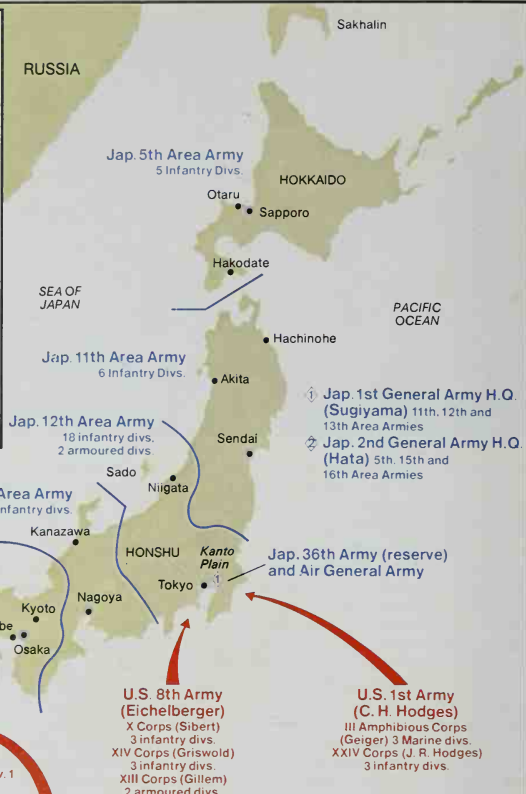 Sakhalin
RUSSIA
Jap. 5th Area Army
5 Infantry Divs.
HOKKAIDO
Otaru
Sapporo
Hakodate
SEA OF
JAPAN
PACIFIC
OCEAN
Hachinohe
Jap. 11th Area Army
6 Infantry Divs.
Akita
1 Jap. 1st General Army H.Q.
(Sugiyama) 11th, 12th and
13th Area Armies
2 Jap. 2nd General Army H.Q.
(Hata) 5th, 15th and
16th Area Armies
Jap. 12th Area Army
18 infantry divs.
2 armoured divs.
Sendai
Sado
Niigata
Area Army
nfantry divs.
Kanazawa
HONSHU
Kanto
Plain
1
Jap. 36th Army (reserve)
and Air General Army
Tokyo
Nagoya
Kyoto
be
Osaka
U.S. 8th Army
(Eichelberger)
X Corps (Sibert)
3 infantry divs.
XIV Corps (Griswold)
3 infantry divs.
XIII Corps (Gillem)
2 armoured divs.
U.S. 1st Army
(C. H. Hodges)
III Amphibious Corps
(Geiger) 3 Marine divs.
XXIV Corps (J. R. Hodges)
3 infantry divs.
v. 1